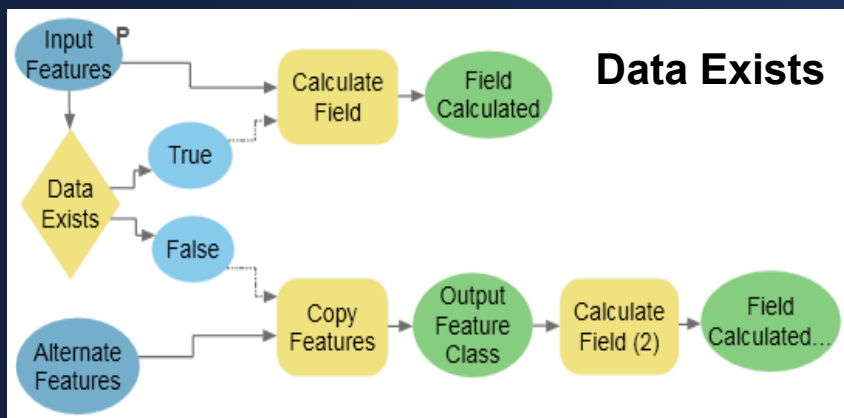 Input
Features
P
Calculate
Field
Field
Calculated
Data Exists
True
Data
Exists
False
Copy
Features
Output
Feature
Class
Calculate
Field (2)
Field
Calculated...
Alternate
Features